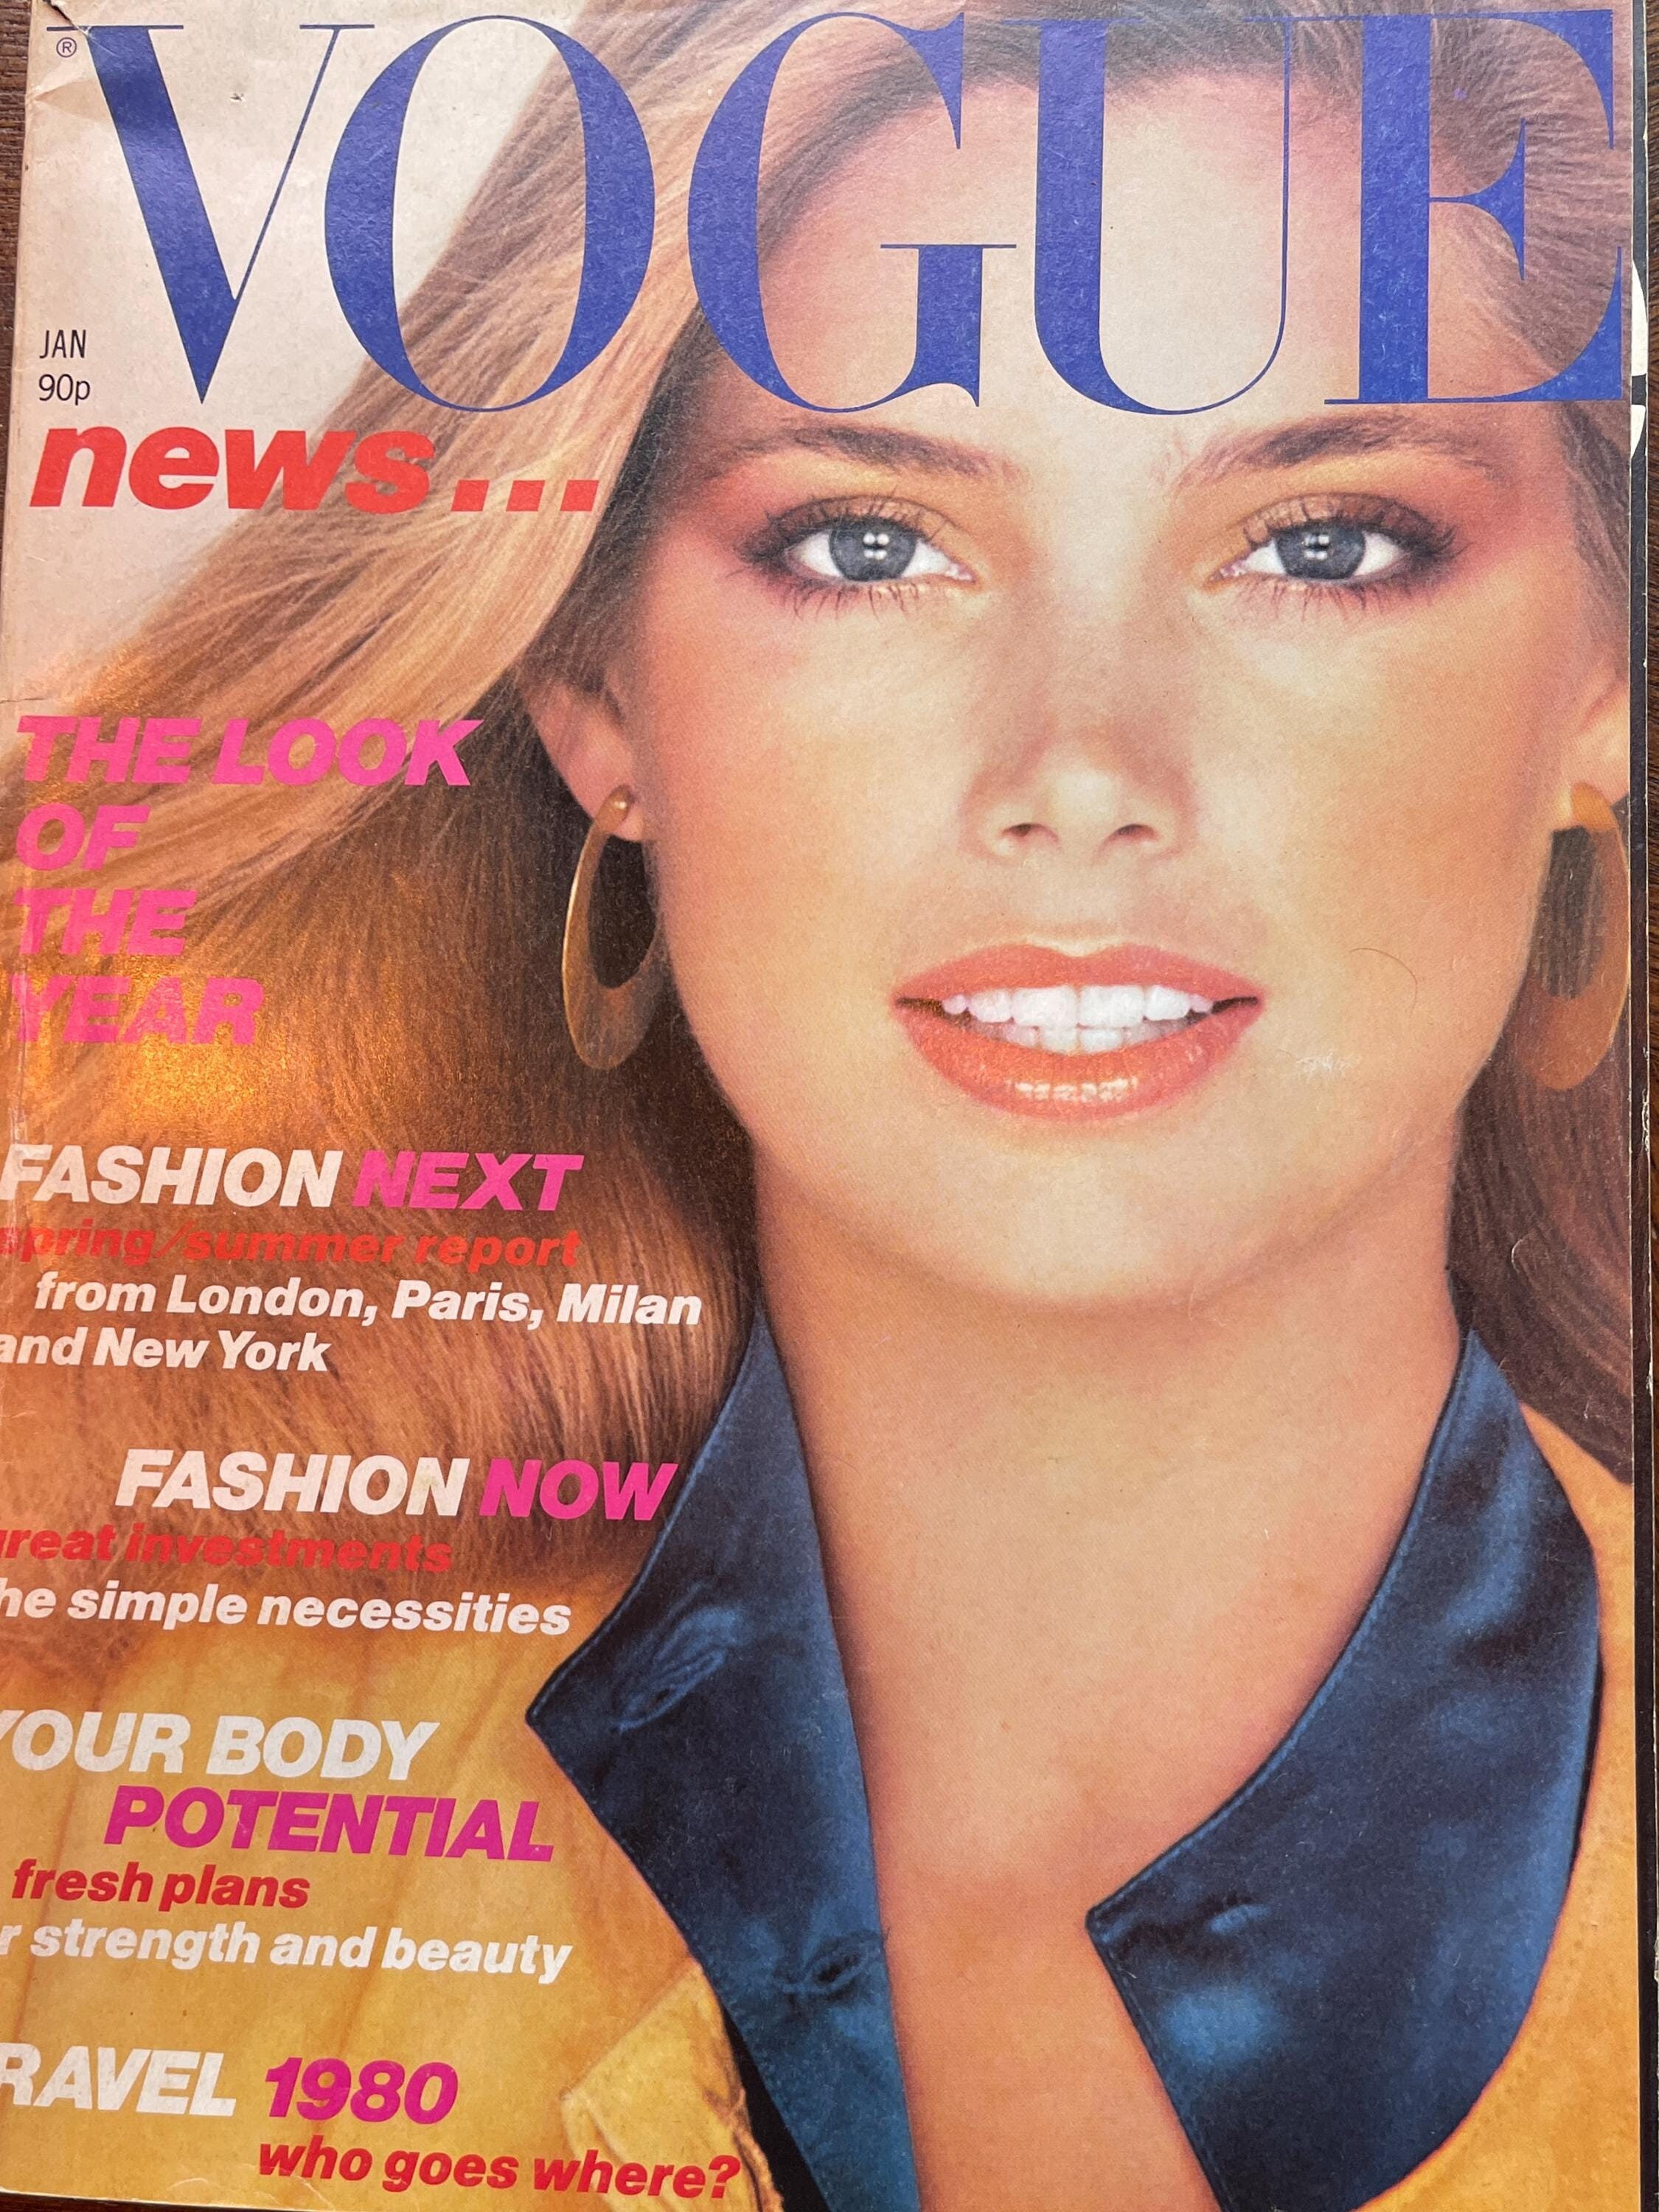 ®
VOGUE
JAN
90p
news...
THE LOOK
OF
THE
YEAR
FASHION NEXT
spring/summer report
from London, Paris, Milan
and New York
FASHION NOW
great investments
he simple necessities
YOUR BODY
POTENTIAL
fresh plans
r strength and beauty
RAVEL 1980
who goes where?